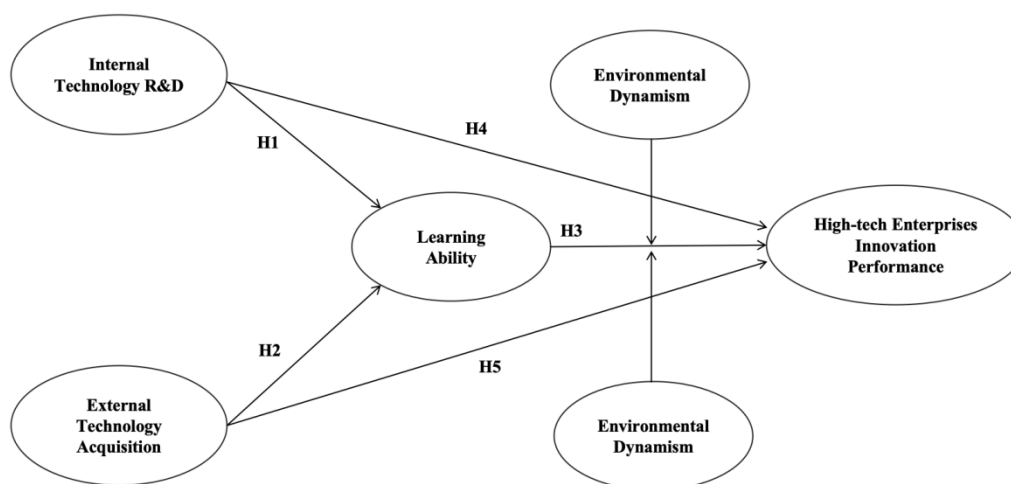 Internal
Technology R&D
Environmental
Dynamism
H4
H1
Learning
Ability
H3
High-tech Enterprises
Innovation
Performance
H2
H5
External
Technology
Acquisition
Environmental
Dynamism